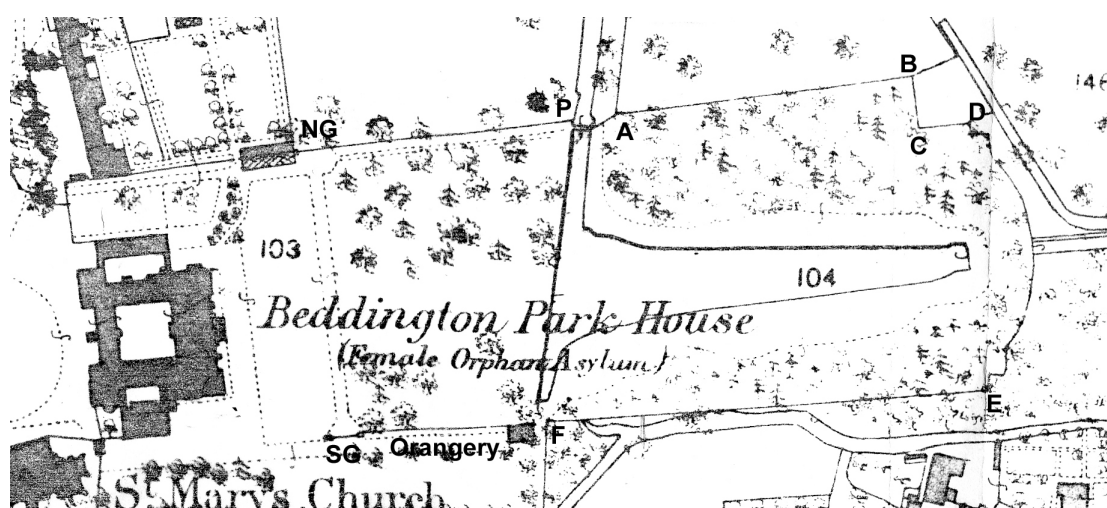 B
146
P
NG
A
D
C
103
104
Beddington Park House
(Female Orphan Asylum)
E
F
SG
Orangery
St. Mary's Church